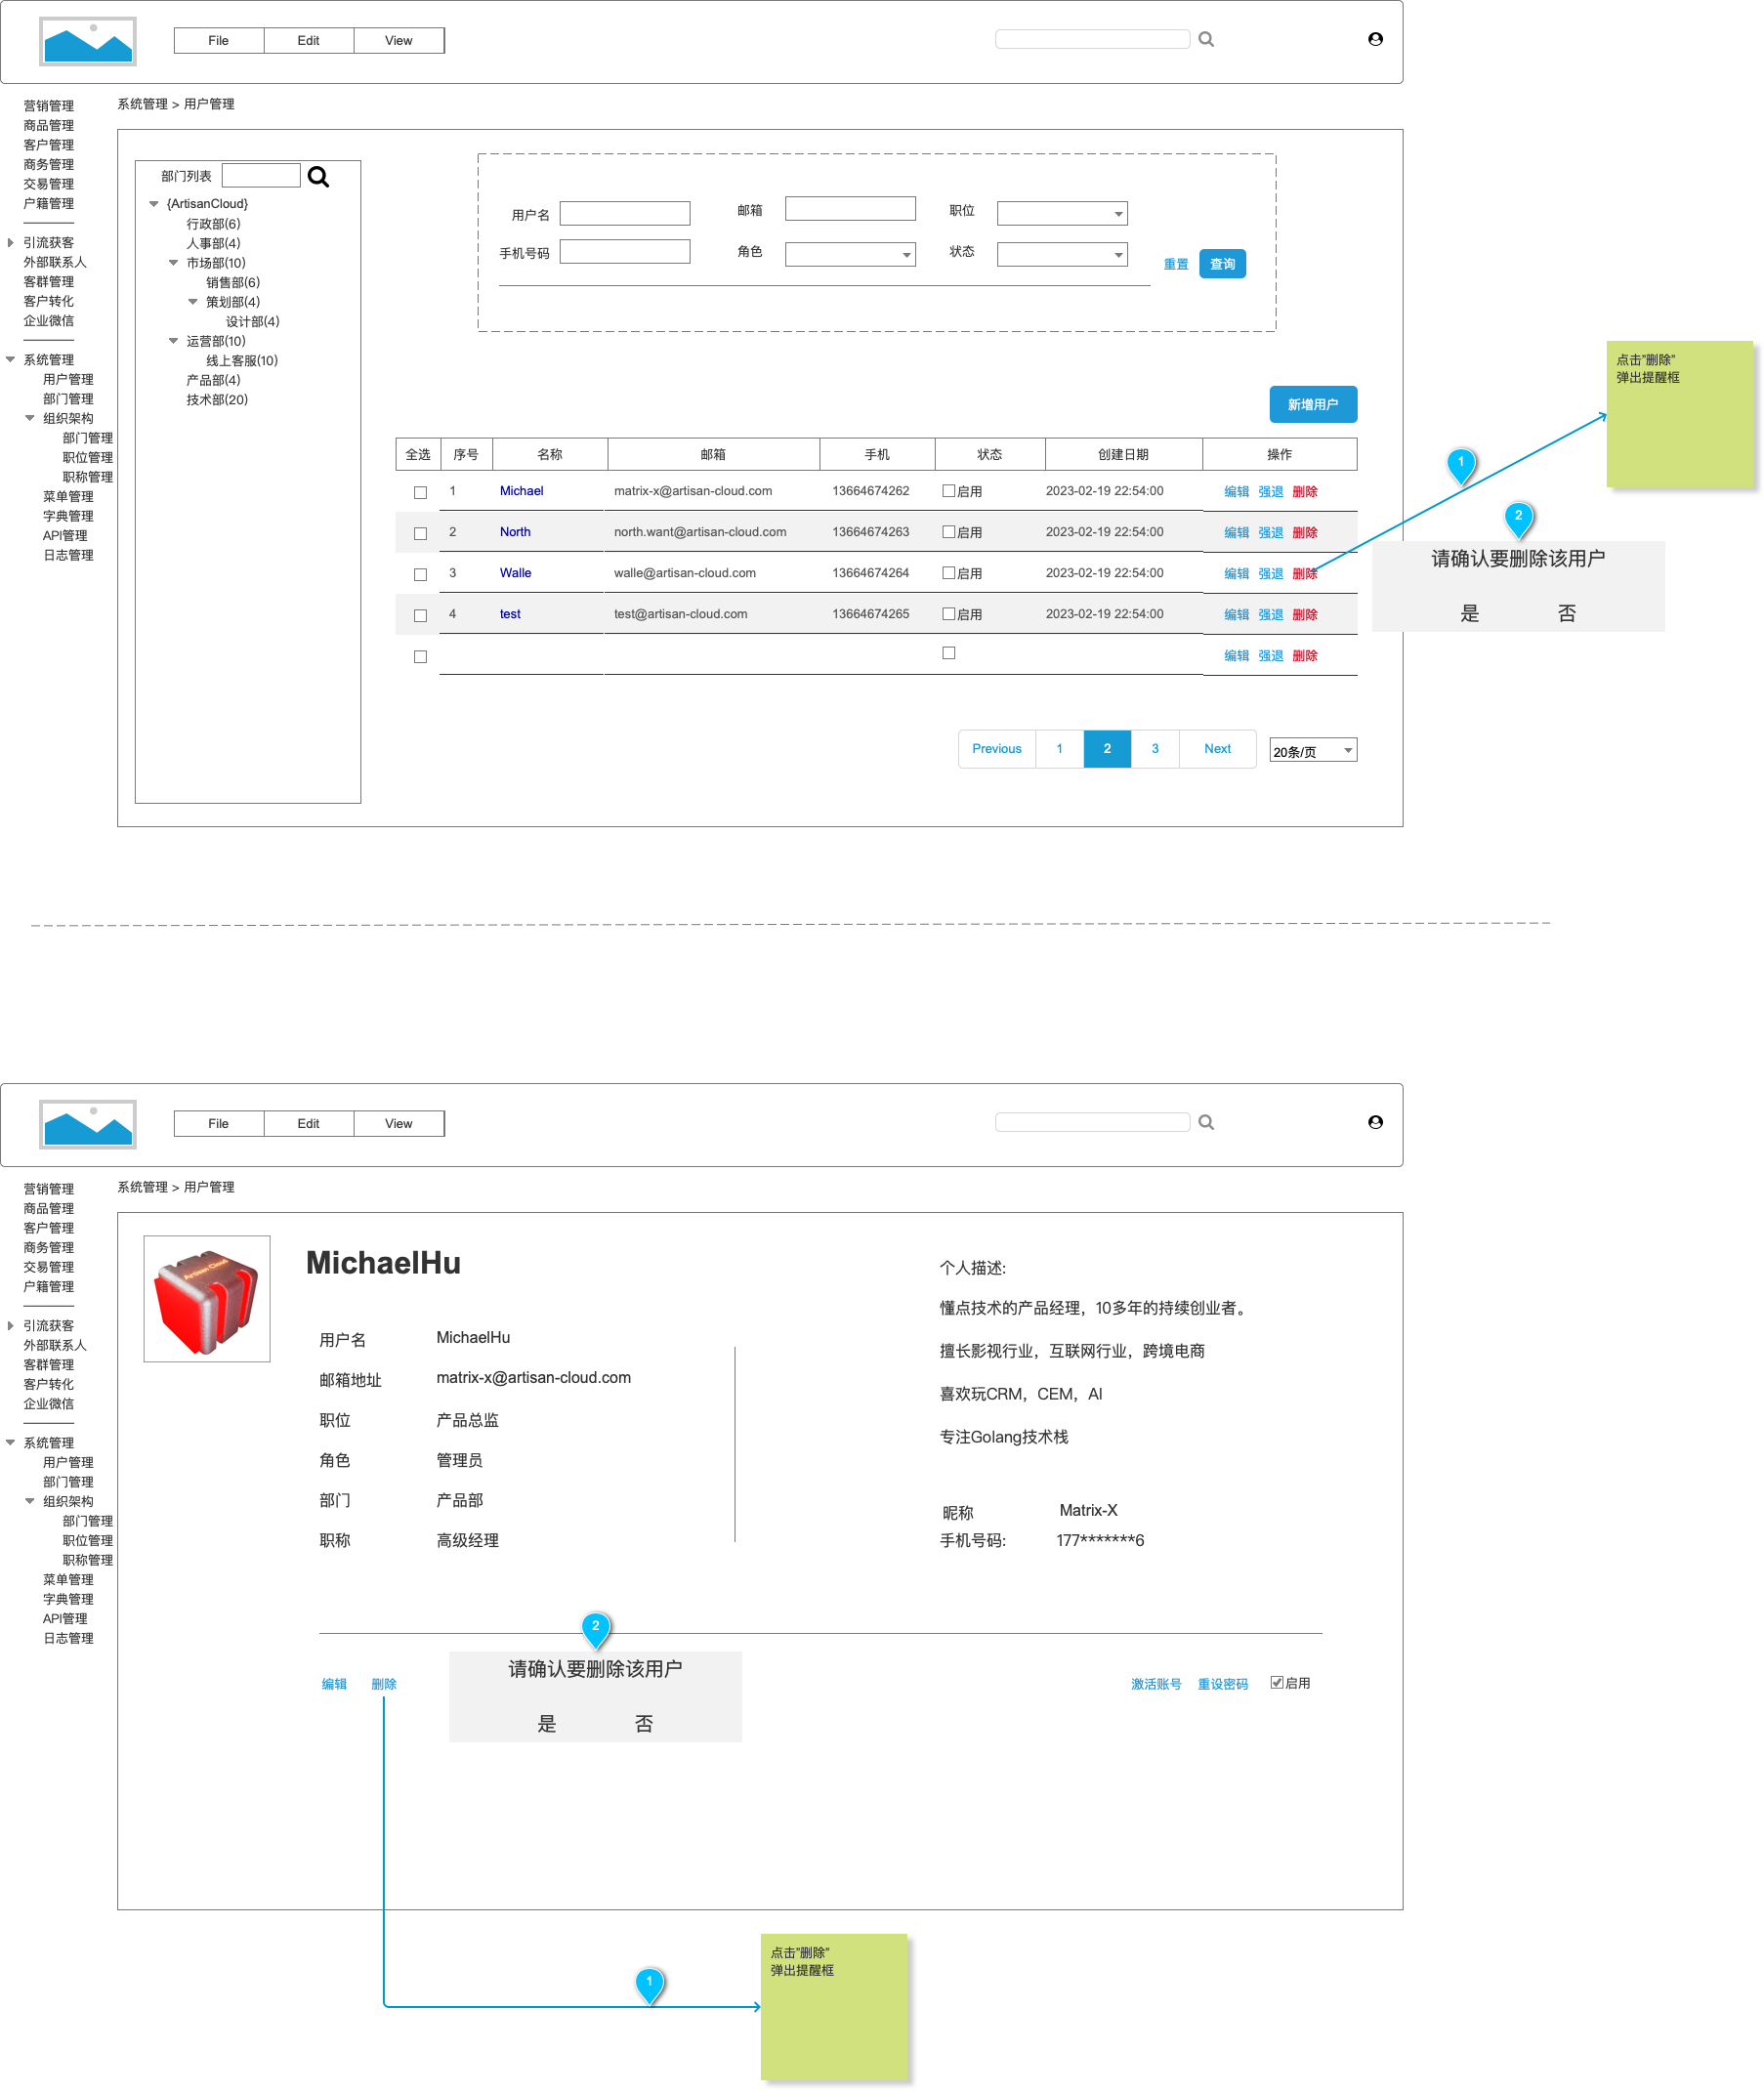 File Edit View
系统管理 > 用户管理
营销管理
商品管理
客户管理
商务管理
交易管理
户籍管理
引流获客
外部联系人
客群管理
客户转化
企业微信
系统管理
用户管理
部门管理
组织架构
部门管理
职位管理
职称管理
菜单管理
字典管理
API管理
日志管理
部门列表
{ArtisanCloud}
行政部(6)
人事部(4)
市场部(10)
销售部(6)
策划部(4)
设计部(4)
运营部(10)
线上客服(10)
产品部(4)
技术部(20)
用户名 邮箱 职位
手机号码 角色 状态 重置 查询
新增用户
全选 序号 名称 邮箱 手机 状态 创建日期 操作
1 Michael matrix-x@artisan-cloud.com 13664674262 启用 2023-02-19 22:54:00 编辑 强退 删除
2 North north.want@artisan-cloud.com 13664674263 启用 2023-02-19 22:54:00 编辑 强退 删除
3 Walle walle@artisan-cloud.com 13664674264 启用 2023-02-19 22:54:00 编辑 强退 删除
4 test test@artisan-cloud.com 13664674265 启用 2023-02-19 22:54:00 编辑 强退 删除
编辑 强退 删除
Previous 1 2 3 Next 20条/页
1
点击"删除"
弹出提醒框
2
请确认要删除该用户
是 否
File Edit View
系统管理 > 用户管理
营销管理
商品管理
客户管理
商务管理
交易管理
户籍管理
引流获客
外部联系人
客群管理
客户转化
企业微信
系统管理
用户管理
部门管理
组织架构
部门管理
职位管理
职称管理
菜单管理
字典管理
API管理
日志管理
Artisan Cloud
MichaelHu
用户名 MichaelHu
邮箱地址 matrix-x@artisan-cloud.com
职位 产品总监
角色 管理员
部门 产品部
职称 高级经理
个人描述:
懂点技术的产品经理，10多年的持续创业者。
擅长影视行业，互联网行业，跨境电商
喜欢玩CRM，CEM，AI
专注Golang技术栈
昵称 Matrix-X
手机号码: 177*******6
编辑 删除
2
请确认要删除该用户
是 否
激活账号 重设密码 启用
1
点击"删除"
弹出提醒框